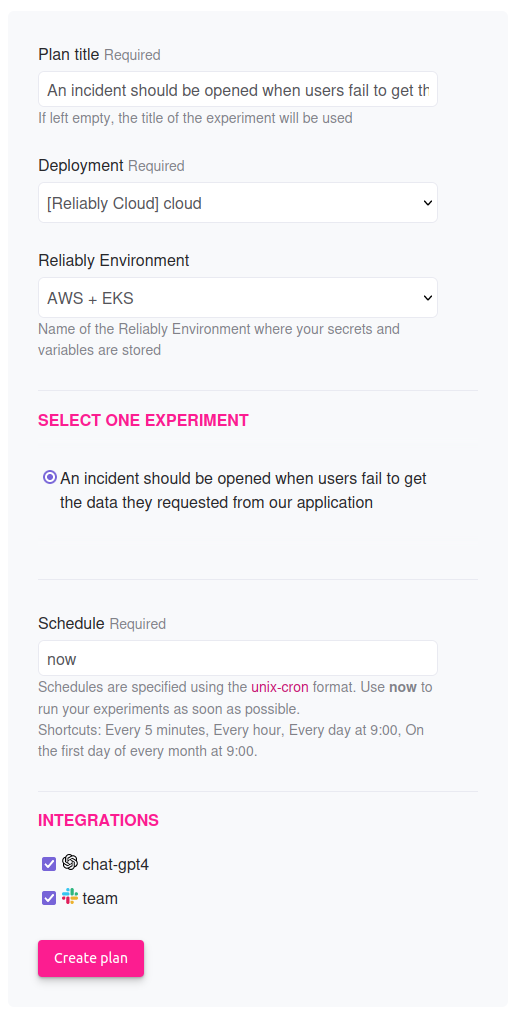 Plan title Required
An incident should be opened when users fail to get th
If left empty, the title of the experiment will be used
Deployment Required
[Reliably Cloud] cloud
Reliably Environment
AWS + EKS
Name of the Reliably Environment where your secrets and
variables are stored
SELECT ONE EXPERIMENT
An incident should be opened when users fail to get
the data they requested from our application
Schedule Required
now
Schedules are specified using the unix-cron format. Use now to
run your experiments as soon as possible.
Shortcuts: Every 5 minutes, Every hour, Every day at 9:00, On
the first day of every month at 9:00.
INTEGRATIONS
chat-gpt4
team
Create plan